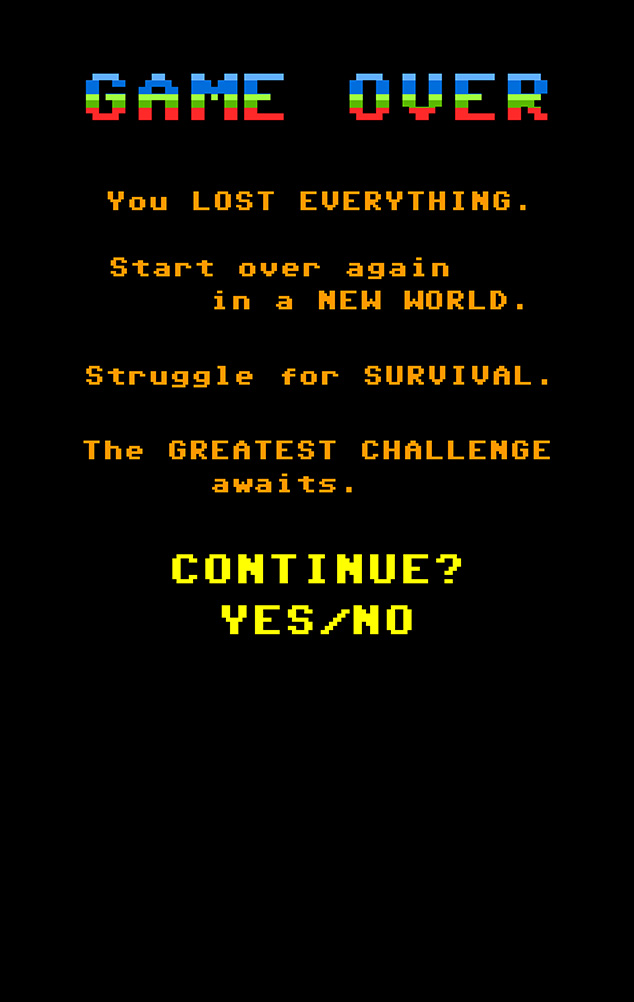 GAME OVER
You LOST EVERYTHING.
Start over again
in a NEW WORLD.
Struggle for SURVIVAL.
The GREATEST CHALLENGE
awaits.
CONTINUE?
YES/NO